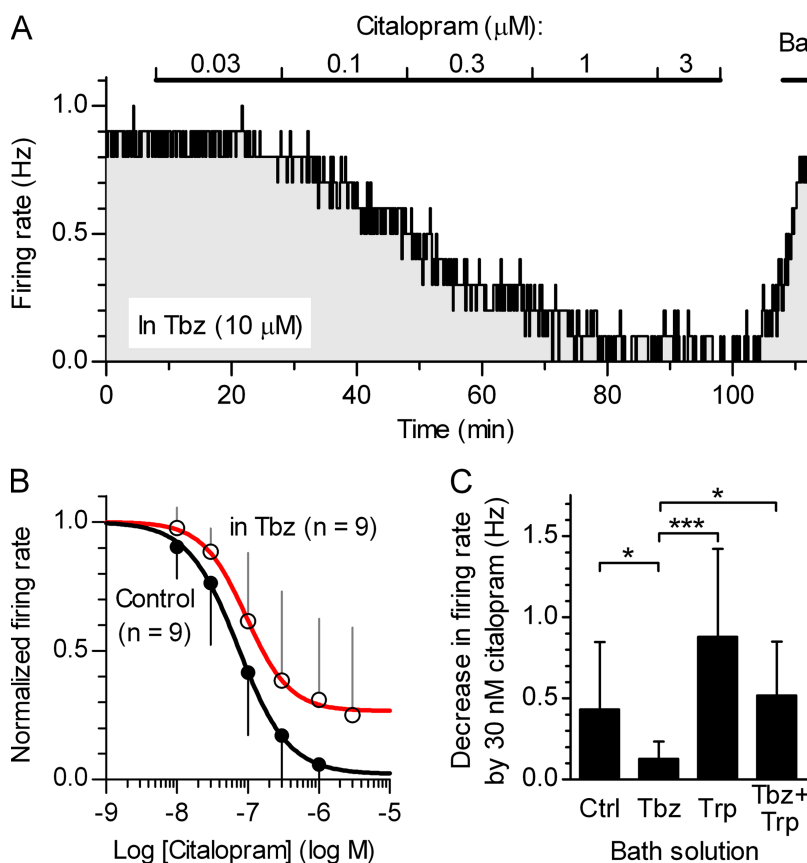 A
Citalopram (μM):
0.03 0.1 0.3 1 3
Ba
1.0
0.5
0.0
Firing rate (Hz)
In Tbz (10 μM)
0 20 40 60 80 100
Time (min)
B
1.0
0.5
0.0
Normalized firing rate
in Tbz (n = 9)
Control
(n = 9)
-9 -8 -7 -6 -5
Log [Citalopram] (log M)
C
Decrease in firing rate
by 30 nM citalopram (Hz)
1.5
1.0
0.5
0.0
*
***
*
Ctrl Tbz Trp Tbz+
Trp
Bath solution